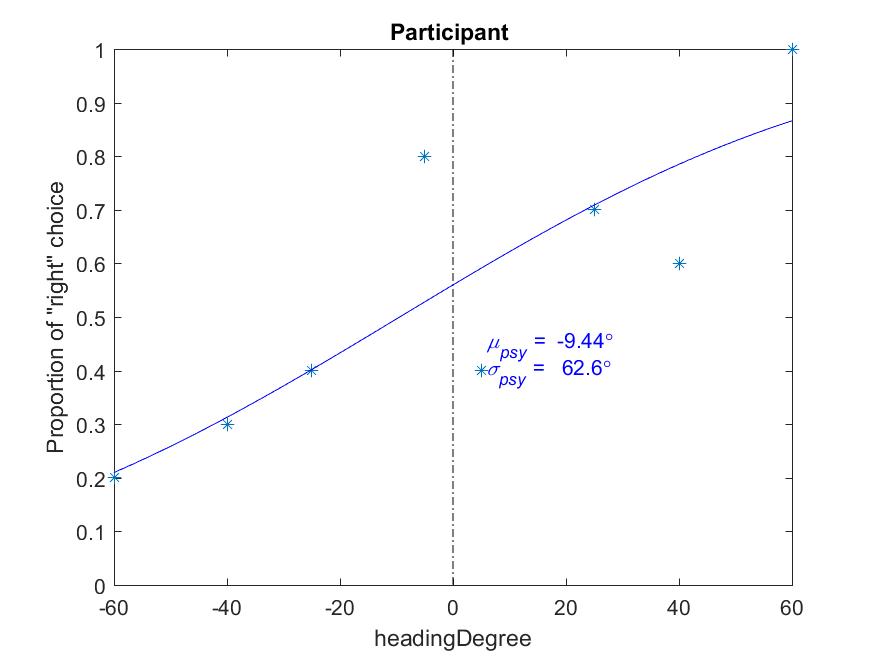 Participant
1
0.9
0.8
0.7
0.6
0.5
0.4
0.3
0.2
0.1
0
Proportion of "right" choice
μpsy = -9.44°
σpsy = 62.6°
-60 -40 -20 0 20 40 60
headingDegree